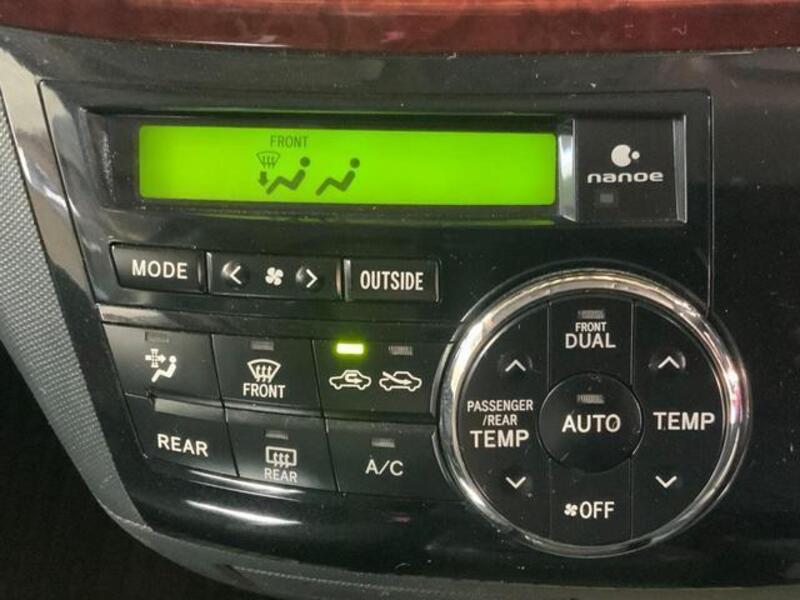 FRONT
nanoe
MODE
OUTSIDE
FRONT
DUAL
FRONT
PASSENGER
/REAR
TEMP
AUTO
TEMP
REAR
REAR
A/C
OFF